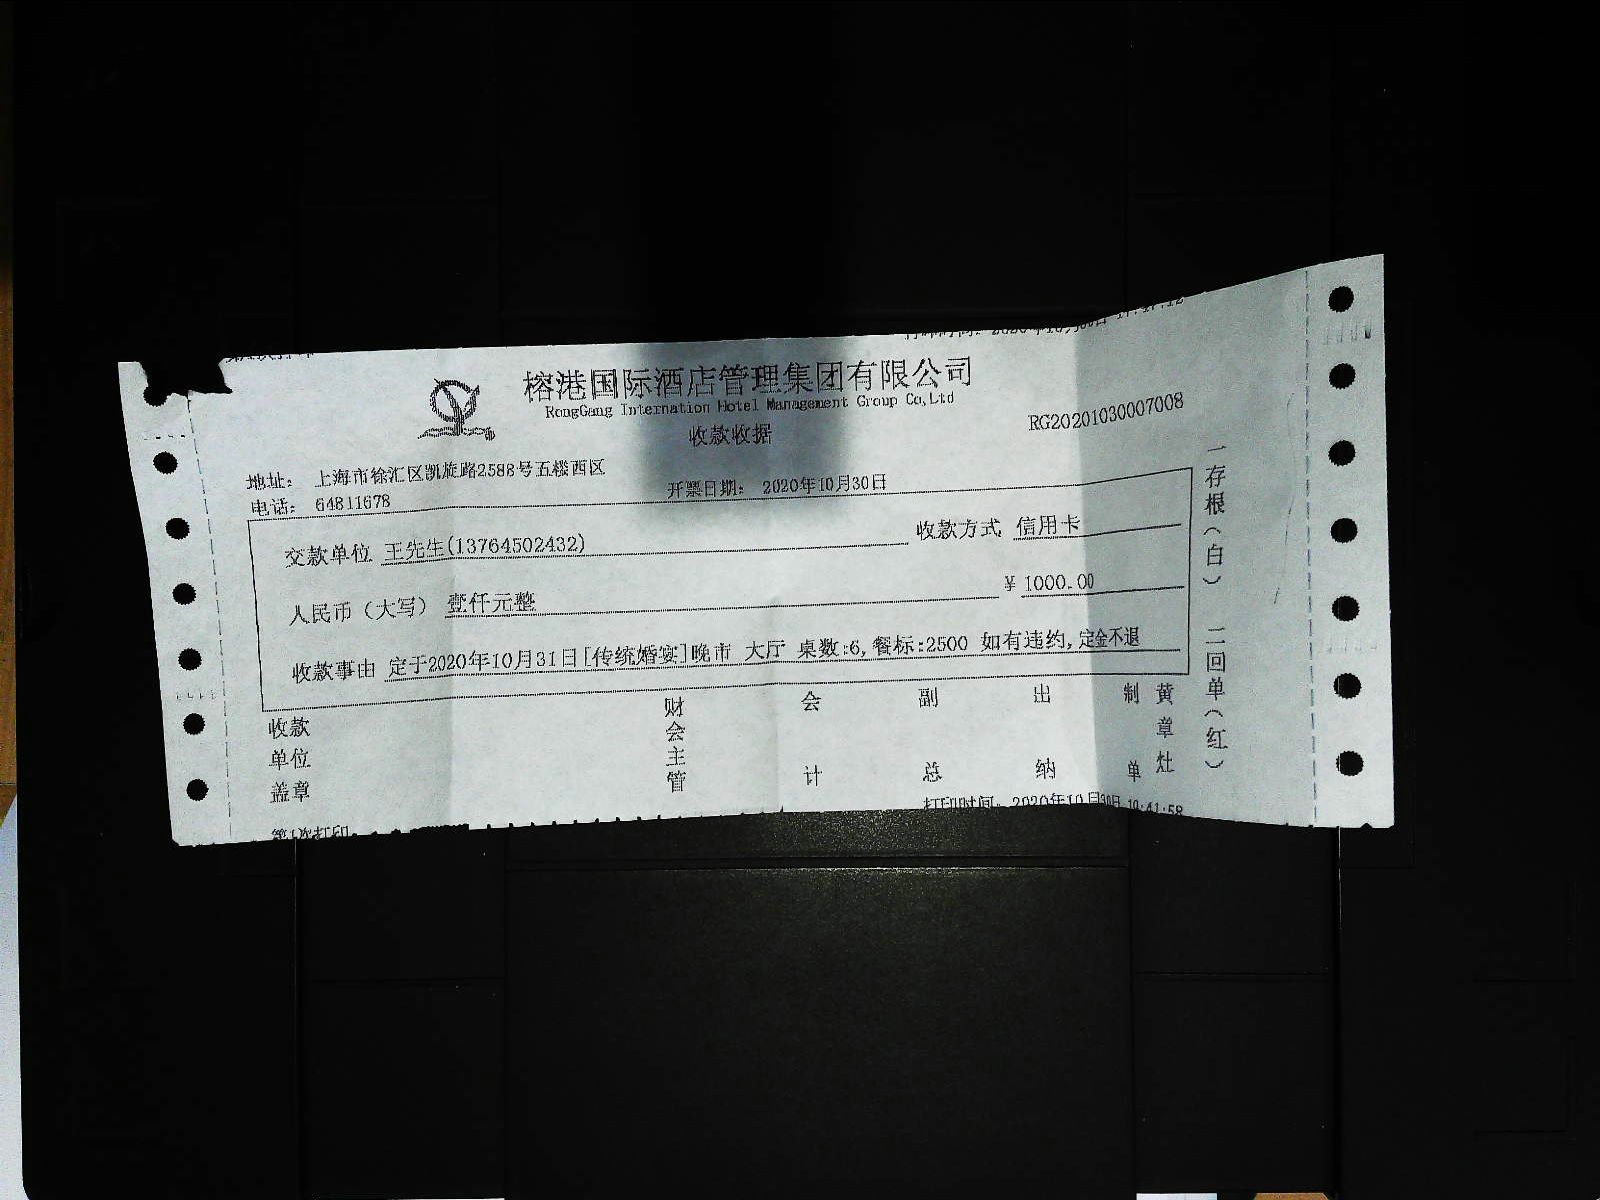 榕港国际酒店管理集团有限公司
RongGang Internation Hotel Management Group Co,Ltd
收款收据
RG20201030007008
地址： 上海市徐汇区凯旋路2588号五楼西区
电话： 64811678
开票日期： 2020年10月30日
交款单位 王先生(13764502432)
收款方式 信用卡
人民币（大写） 壹仟元整
¥ 1000.00
收款事由 定于2020年10月31日[传统婚宴]晚市 大厅 桌数:6,餐标:2500 如有违约,定金不退
收款单位盖章
财会主管
会计
副总
出纳
制单
黄章灶
一存根（白） 二回单（红）
第1次打印
打印时间: 2020年10月30日